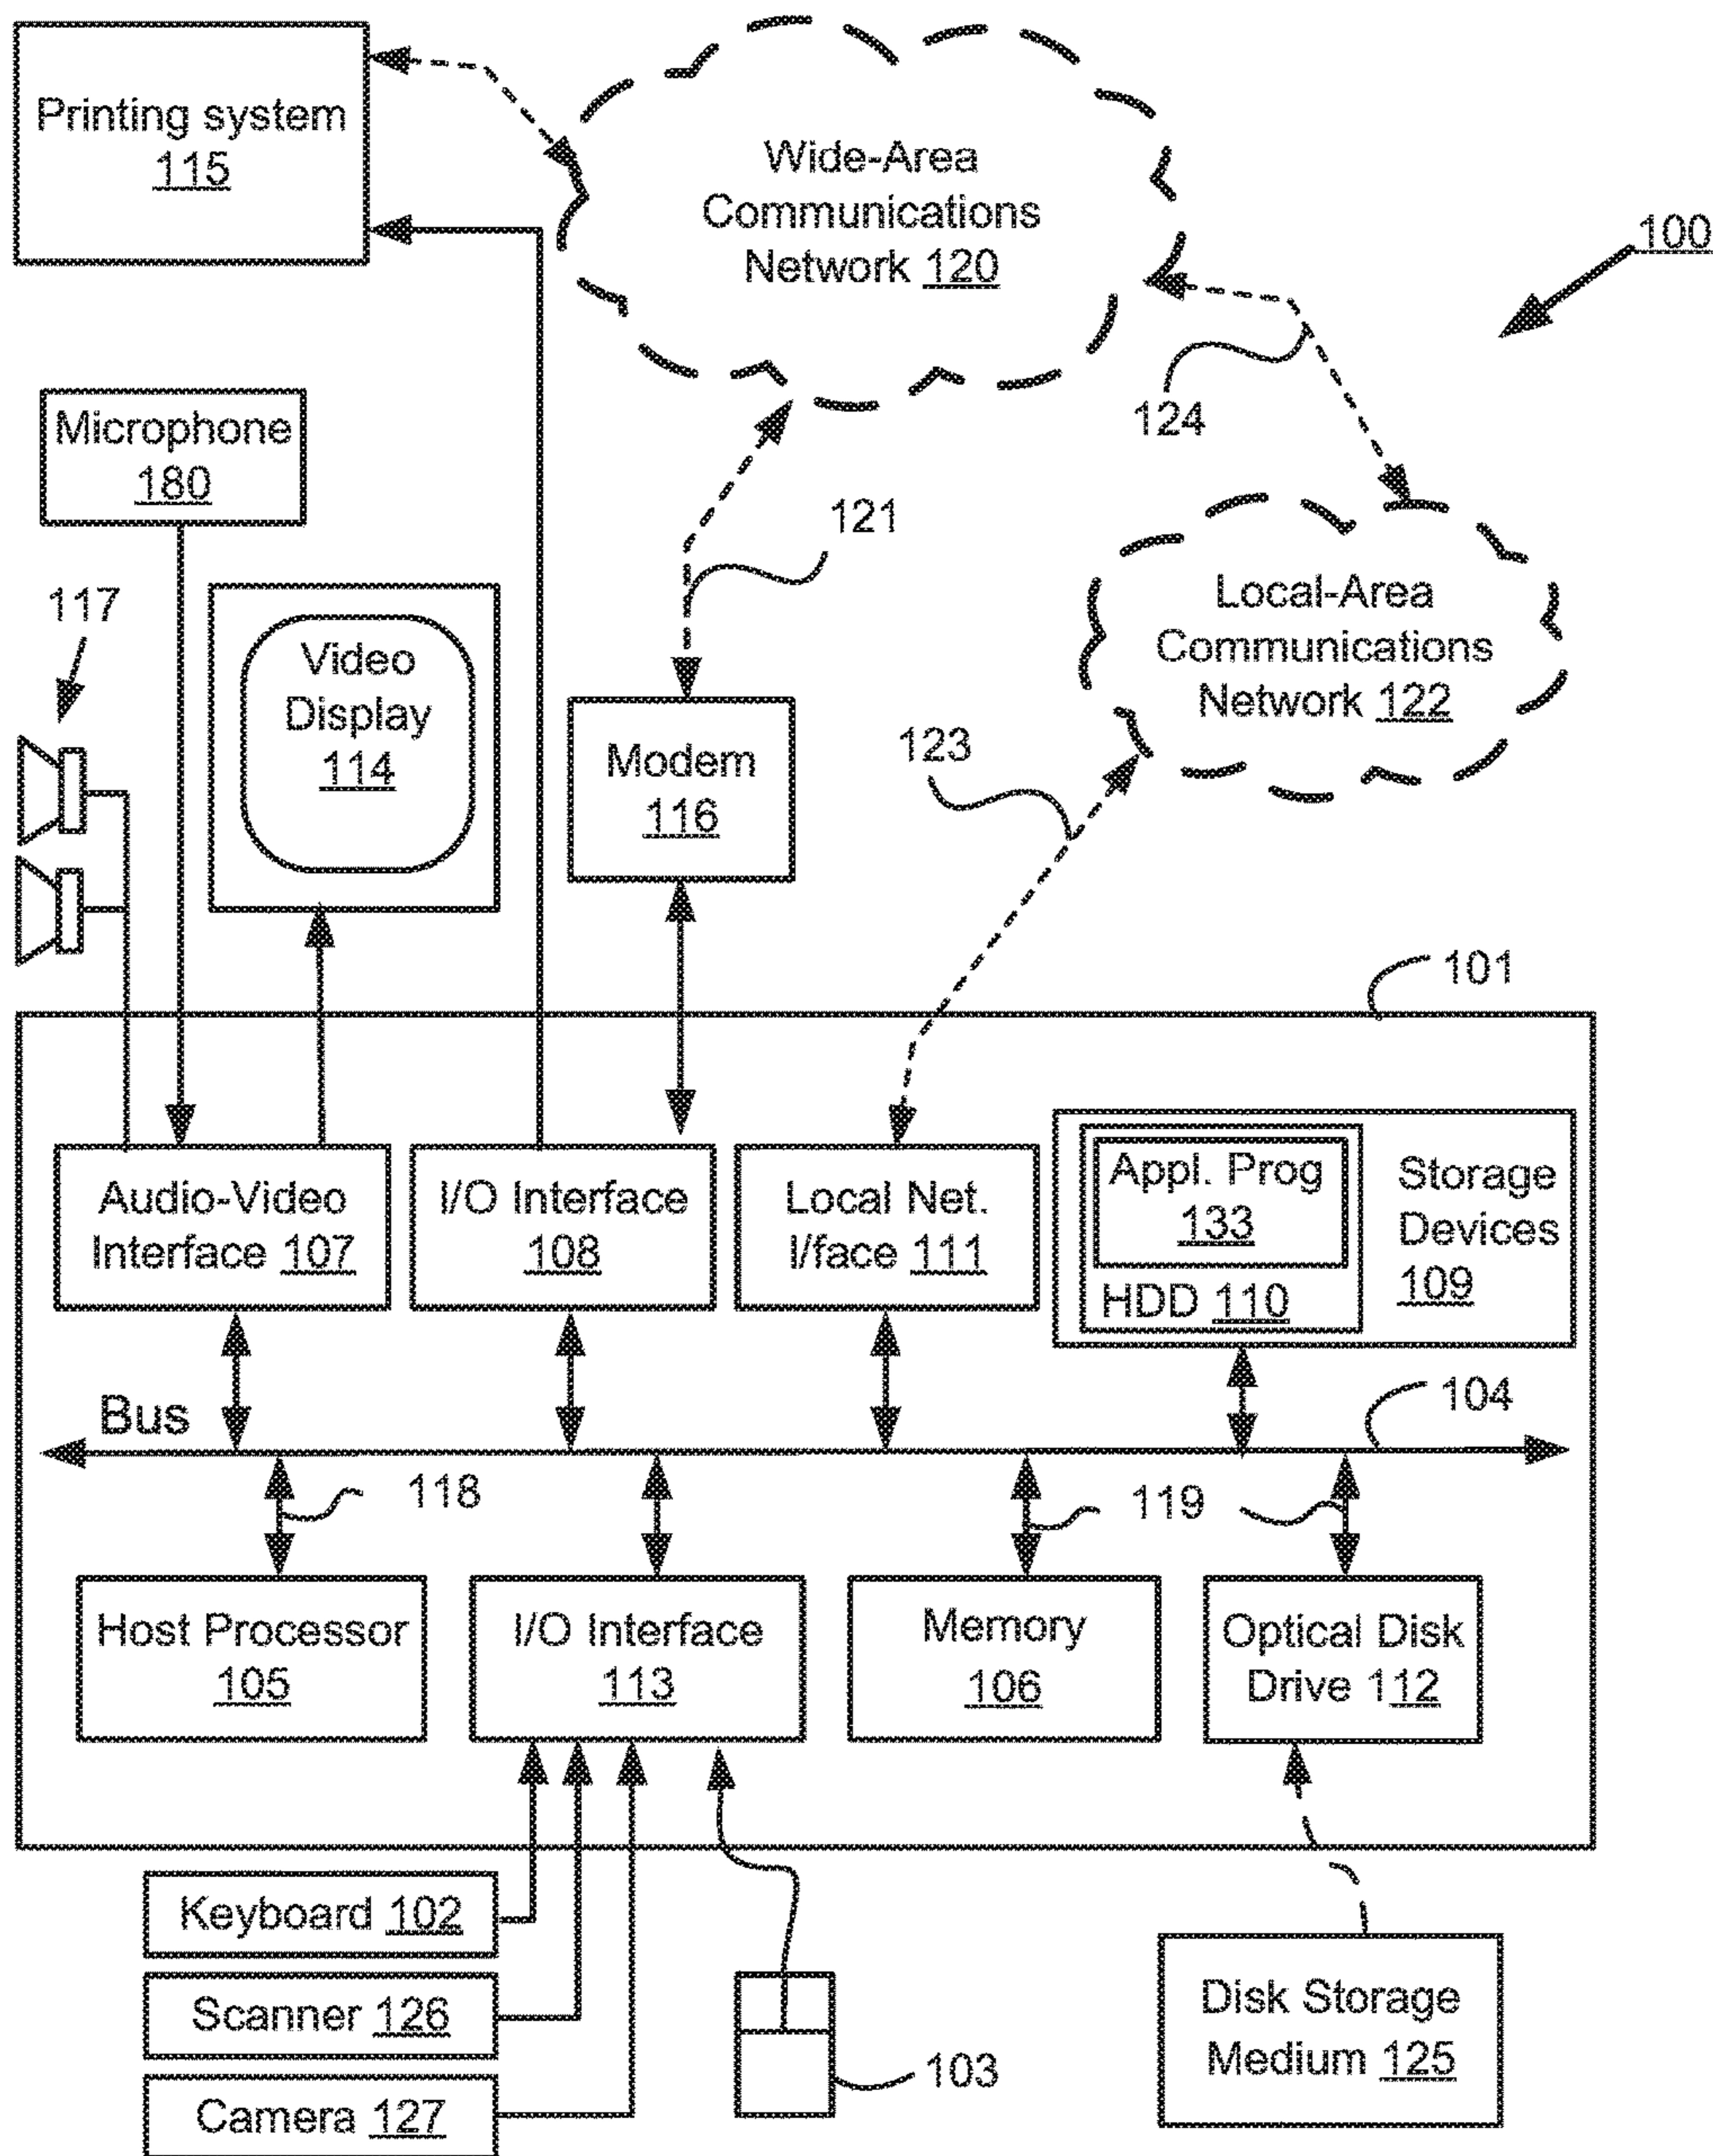 Printing system
115
Wide-Area
Communications
Network 120
100
124
Microphone
180
121
117
Video
Display
114
Local-Area
Communications
Network 122
Modem
116
123
101
Audio-Video
Interface 107
I/O Interface
108
Local Net.
I/face 111
Appl. Prog
133
HDD 110
Storage
Devices
109
Bus
104
118
119
Host Processor
105
I/O Interface
113
Memory
106
Optical Disk
Drive 112
Keyboard 102
Scanner 126
Camera 127
103
Disk Storage
Medium 125